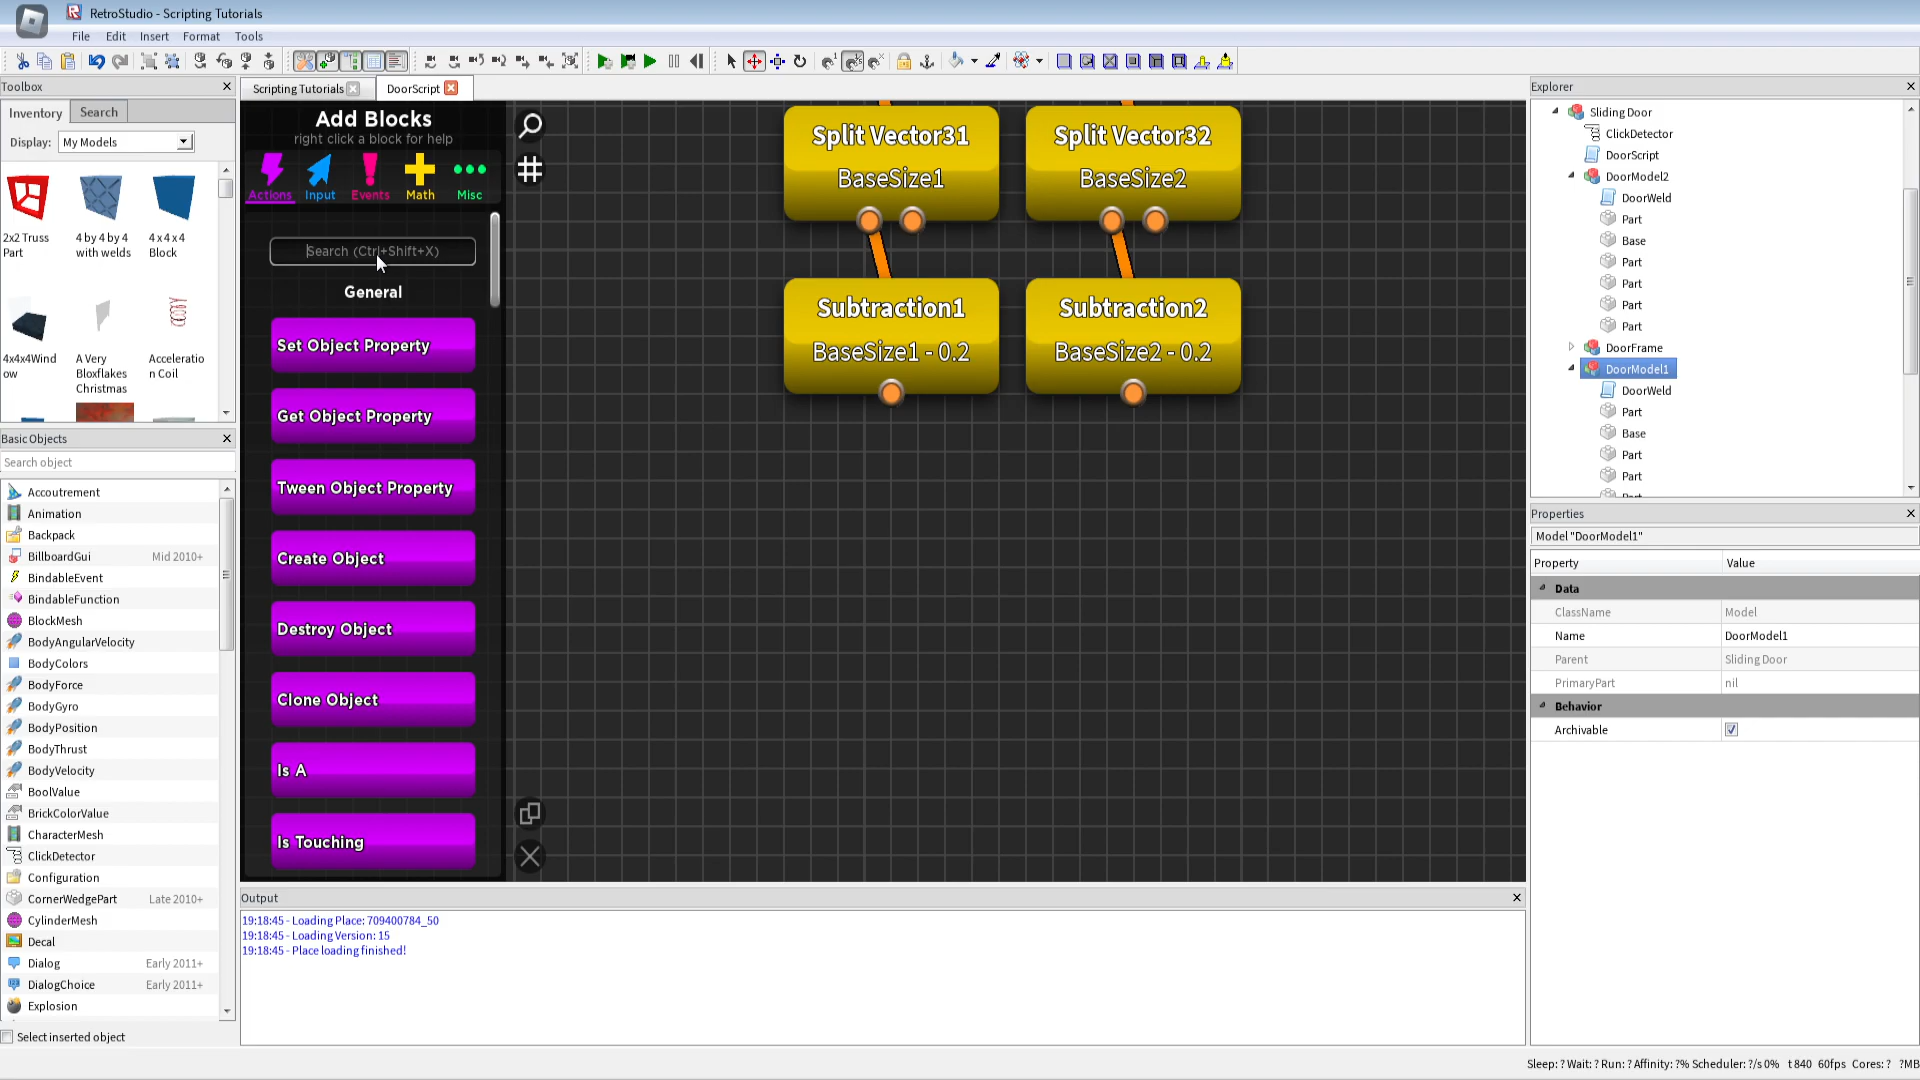 RetroStudio - Scripting Tutorials
File Edit Insert Format Tools
Toolbox
Inventory Search
Display: My Models
2x2 Truss Part
4 by 4 by 4 with welds
4 x 4 x 4 Block
4x4x4Window
A Very Bloxflakes Christmas
Acceleration Coil
Basic Objects
Search object
Accoutrement
Animation
Backpack
BillboardGui Mid 2010+
BindableEvent
BindableFunction
BlockMesh
BodyAngularVelocity
BodyColors
BodyForce
BodyGyro
BodyPosition
BodyThrust
BodyVelocity
BoolValue
BrickColorValue
CharacterMesh
ClickDetector
Configuration
CornerWedgePart Late 2010+
CylinderMesh
Decal
Dialog Early 2011+
DialogChoice Early 2011+
Explosion
Select inserted object
Scripting Tutorials DoorScript
Add Blocks
right click a block for help
Actions Input Events Math Misc
Search (Ctrl+Shift+X)
General
Set Object Property
Get Object Property
Tween Object Property
Create Object
Destroy Object
Clone Object
Is A
Is Touching
Split Vector31
BaseSize1
Split Vector32
BaseSize2
Subtraction1
BaseSize1 - 0.2
Subtraction2
BaseSize2 - 0.2
Output
19:18:45 - Loading Place: 709400784_50
19:18:45 - Loading Version: 15
19:18:45 - Place loading finished!
Explorer
Sliding Door
ClickDetector
DoorScript
DoorModel2
DoorWeld
Part
Base
Part
Part
Part
Part
DoorFrame
DoorModel1
DoorWeld
Part
Base
Part
Part
Part
Properties
Model "DoorModel1"
Property Value
Data
ClassName Model
Name DoorModel1
Parent Sliding Door
PrimaryPart nil
Behavior
Archivable
Sleep: ? Wait: ? Run: ? Affinity: ?% Scheduler: ?/s 0% t 840 60fps Cores: ? ?MB